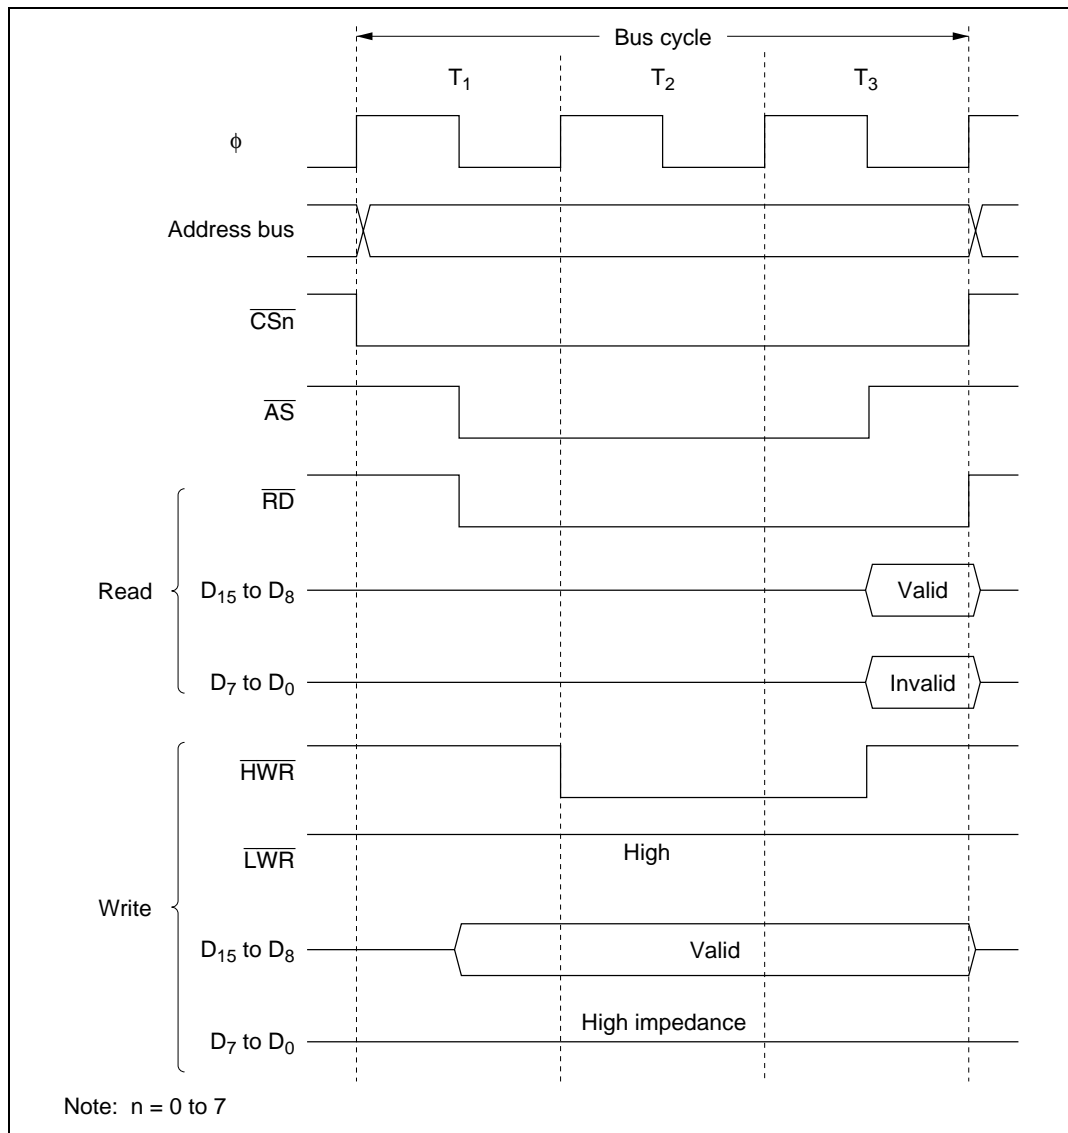 Bus cycle
T1 T2 T3
φ
Address bus
CSn
AS
RD
Read
D15 to D8 Valid
D7 to D0 Invalid
HWR
LWR High
Write
D15 to D8 Valid
D7 to D0 High impedance
Note: n = 0 to 7